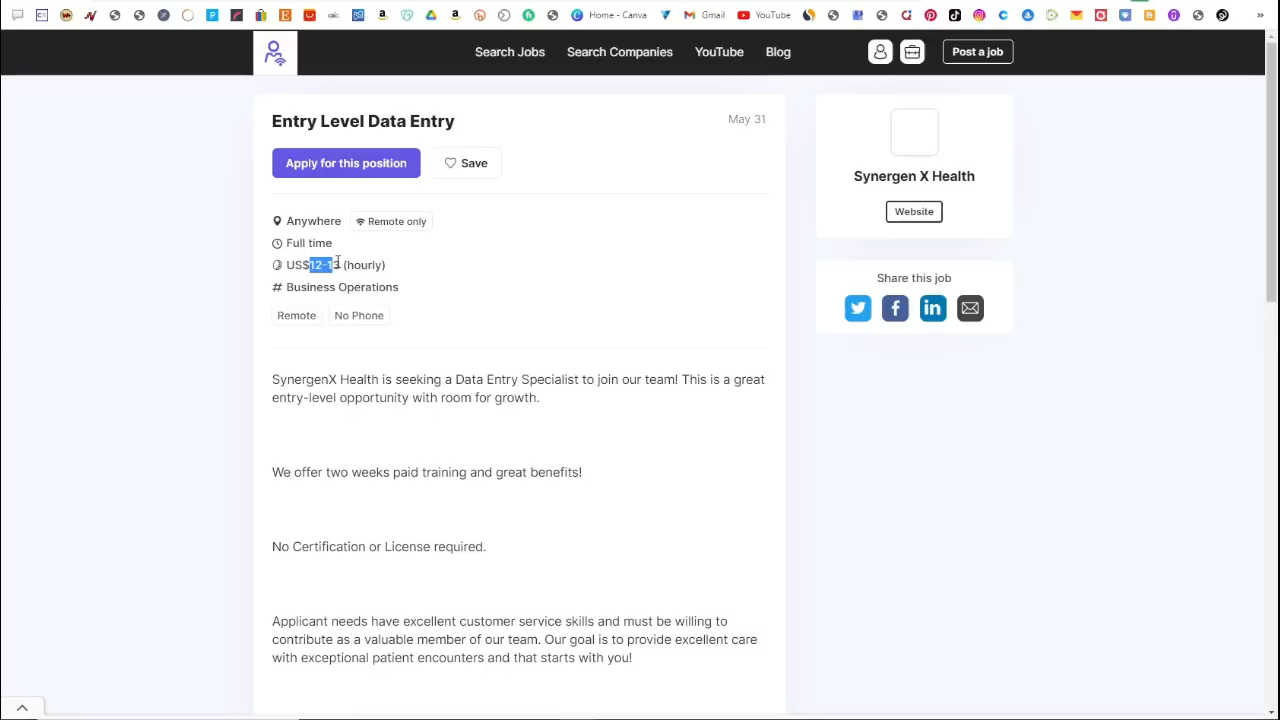 Home - Canva
Gmail
YouTube
Search Jobs
Search Companies
YouTube
Blog
Post a job
Entry Level Data Entry
May 31
Apply for this position
Save
Anywhere
Remote only
Full time
(hourly)
# Business Operations
Remote
No Phone
SynergenX Health is seeking a Data Entry Specialist to join our team! This is a great
entry-level opportunity with room for growth.
We offer two weeks paid training and great benefits!
No Certification or License required.
Applicant needs have excellent customer service skills and must be willing to
contribute as a valuable member of our team. Our goal is to provide excellent care
with exceptional patient encounters and that starts with you!
Synergen X Health
Website
Share this job